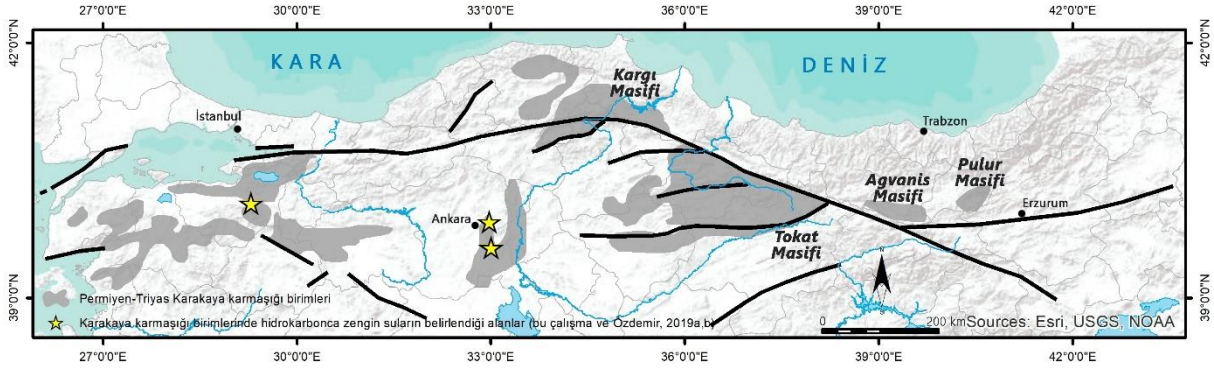 27°0'0"E 30°0'0"E 33°0'0"E 36°0'0"E 39°0'0"E 42°0'0"E
42°0'0"N
42°0'0"N
KARA
DENİZ
Kargı
Masifi
İstanbul
Trabzon
Pulur
Masifi
Agvanis
Masifi
Erzurum
Ankara
Tokat
Masifi
N
39°0'0"N
39°0'0"N
Permiyen-Triyas Karakaya karmaşığı birimleri
Karakaya karmaşığı birimlerinde hidrokarbonca zengin suların belirlendiği alanlar (bu çalışma ve Özdemir, 2019a,b)
0 200 km
Sources: Esri, USGS, NOAA
27°0'0"E 30°0'0"E 33°0'0"E 36°0'0"E 39°0'0"E 42°0'0"E